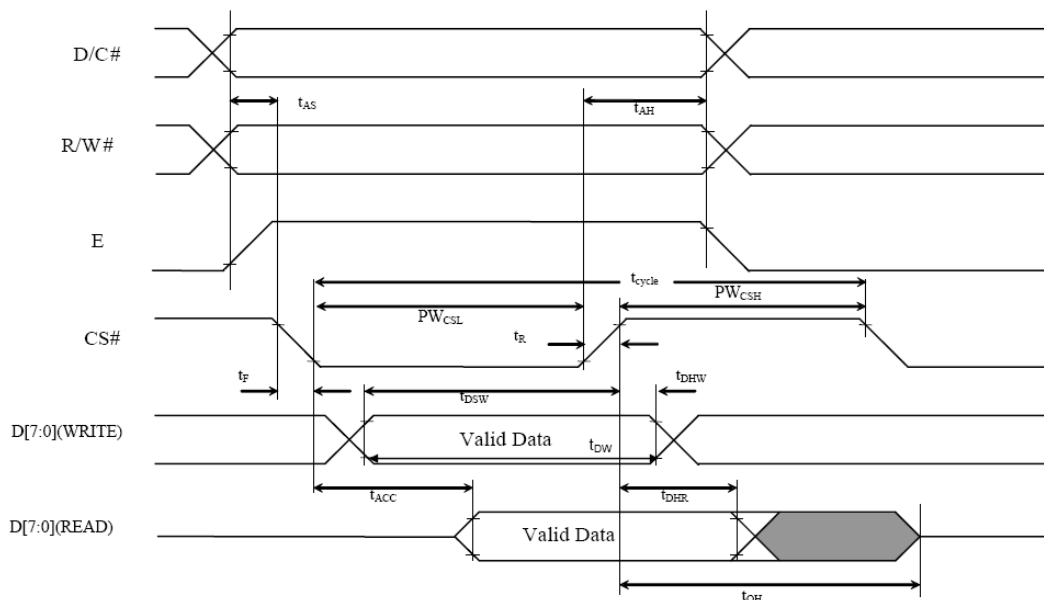 D/C#
tAS
tAH
R/W#
E
tcycle
PWCSH
PWCSL
CS#
tR
tF
tDSW
tDHW
D[7:0](WRITE)
Valid Data
tDW
tACC
tDHR
D[7:0](READ)
Valid Data
tOH